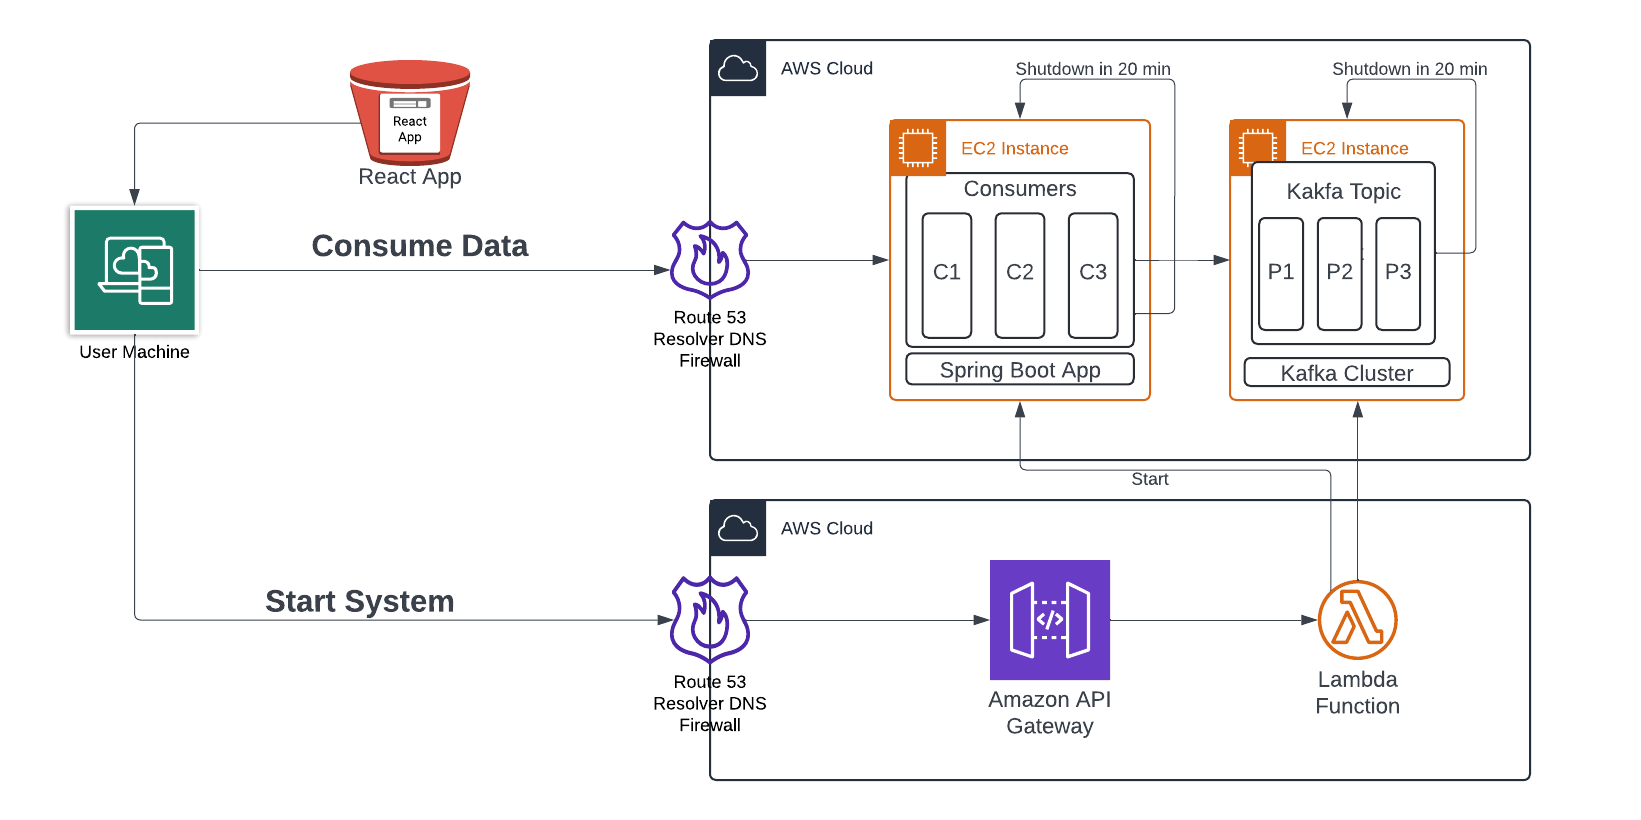 AWS Cloud
Shutdown in 20 min
Shutdown in 20 min
React
App
React App
EC2 Instance
EC2 Instance
Consumers
Kakfa Topic
Consume Data
C1
C2
C3
P1
P2
P3
Route 53
Resolver DNS
Firewall
User Machine
Spring Boot App
Kafka Cluster
Start
AWS Cloud
Start System
Route 53
Resolver DNS
Firewall
Amazon API
Gateway
Lambda
Function